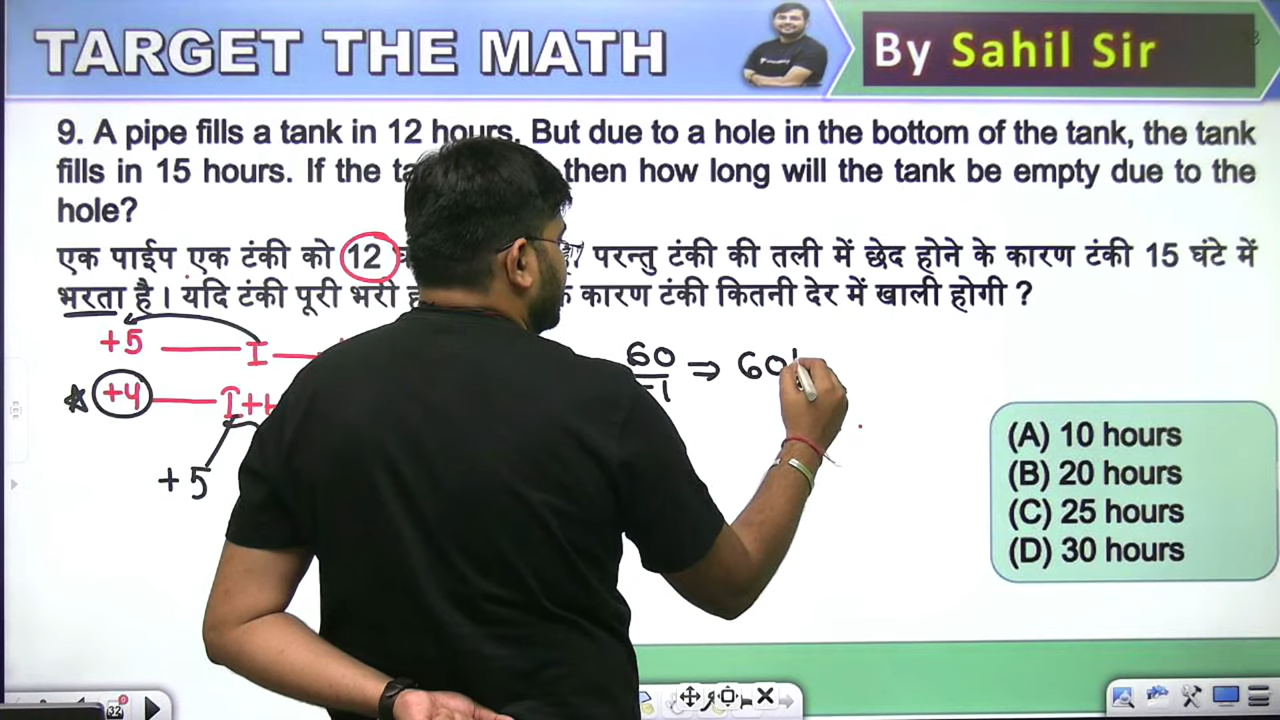 TARGET THE MATH
By Sahil Sir
9. A pipe fills a tank in 12 hours. But due to a hole in the bottom of the tank, the tank
fills in 15 hours. If the then how long will the tank be empty due to the
hole?
एक पाईप एक टंकी को 12 परन्तु टंकी की तली में छेद होने के कारण टंकी 15 घंटे में
भरता है। यदि टंकी पूरी भरी कारण टंकी कितनी देर में खाली होगी ?
+5 — I —
+4 — I+
+5
60/-1 ⇒ 60
(A) 10 hours
(B) 20 hours
(C) 25 hours
(D) 30 hours
32